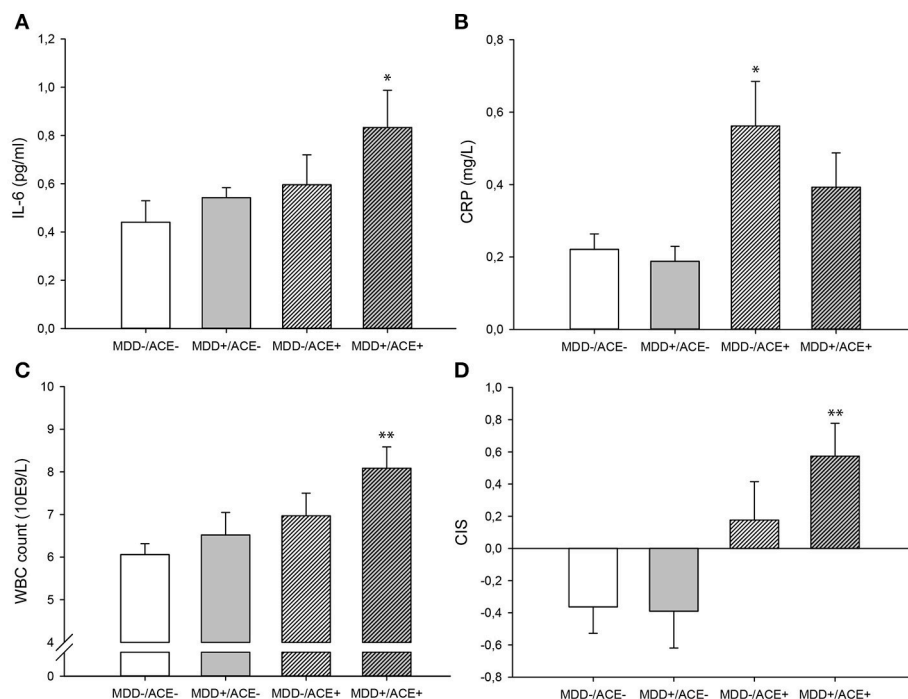 A
1,2
1,0
0,8
0,6
0,4
0,2
0,0
IL-6 (pg/ml)
*
MDD-/ACE- MDD+/ACE- MDD-/ACE+ MDD+/ACE+
B
0,8
0,6
0,4
0,2
0,0
CRP (mg/L)
*
MDD-/ACE- MDD+/ACE- MDD-/ACE+ MDD+/ACE+
C
10
9
8
7
6
5
4
0
WBC count (10E9/L)
**
MDD-/ACE- MDD+/ACE- MDD-/ACE+ MDD+/ACE+
D
1,0
0,8
0,6
0,4
0,2
0,0
-0,2
-0,4
-0,6
-0,8
CIS
**
MDD-/ACE- MDD+/ACE- MDD-/ACE+ MDD+/ACE+